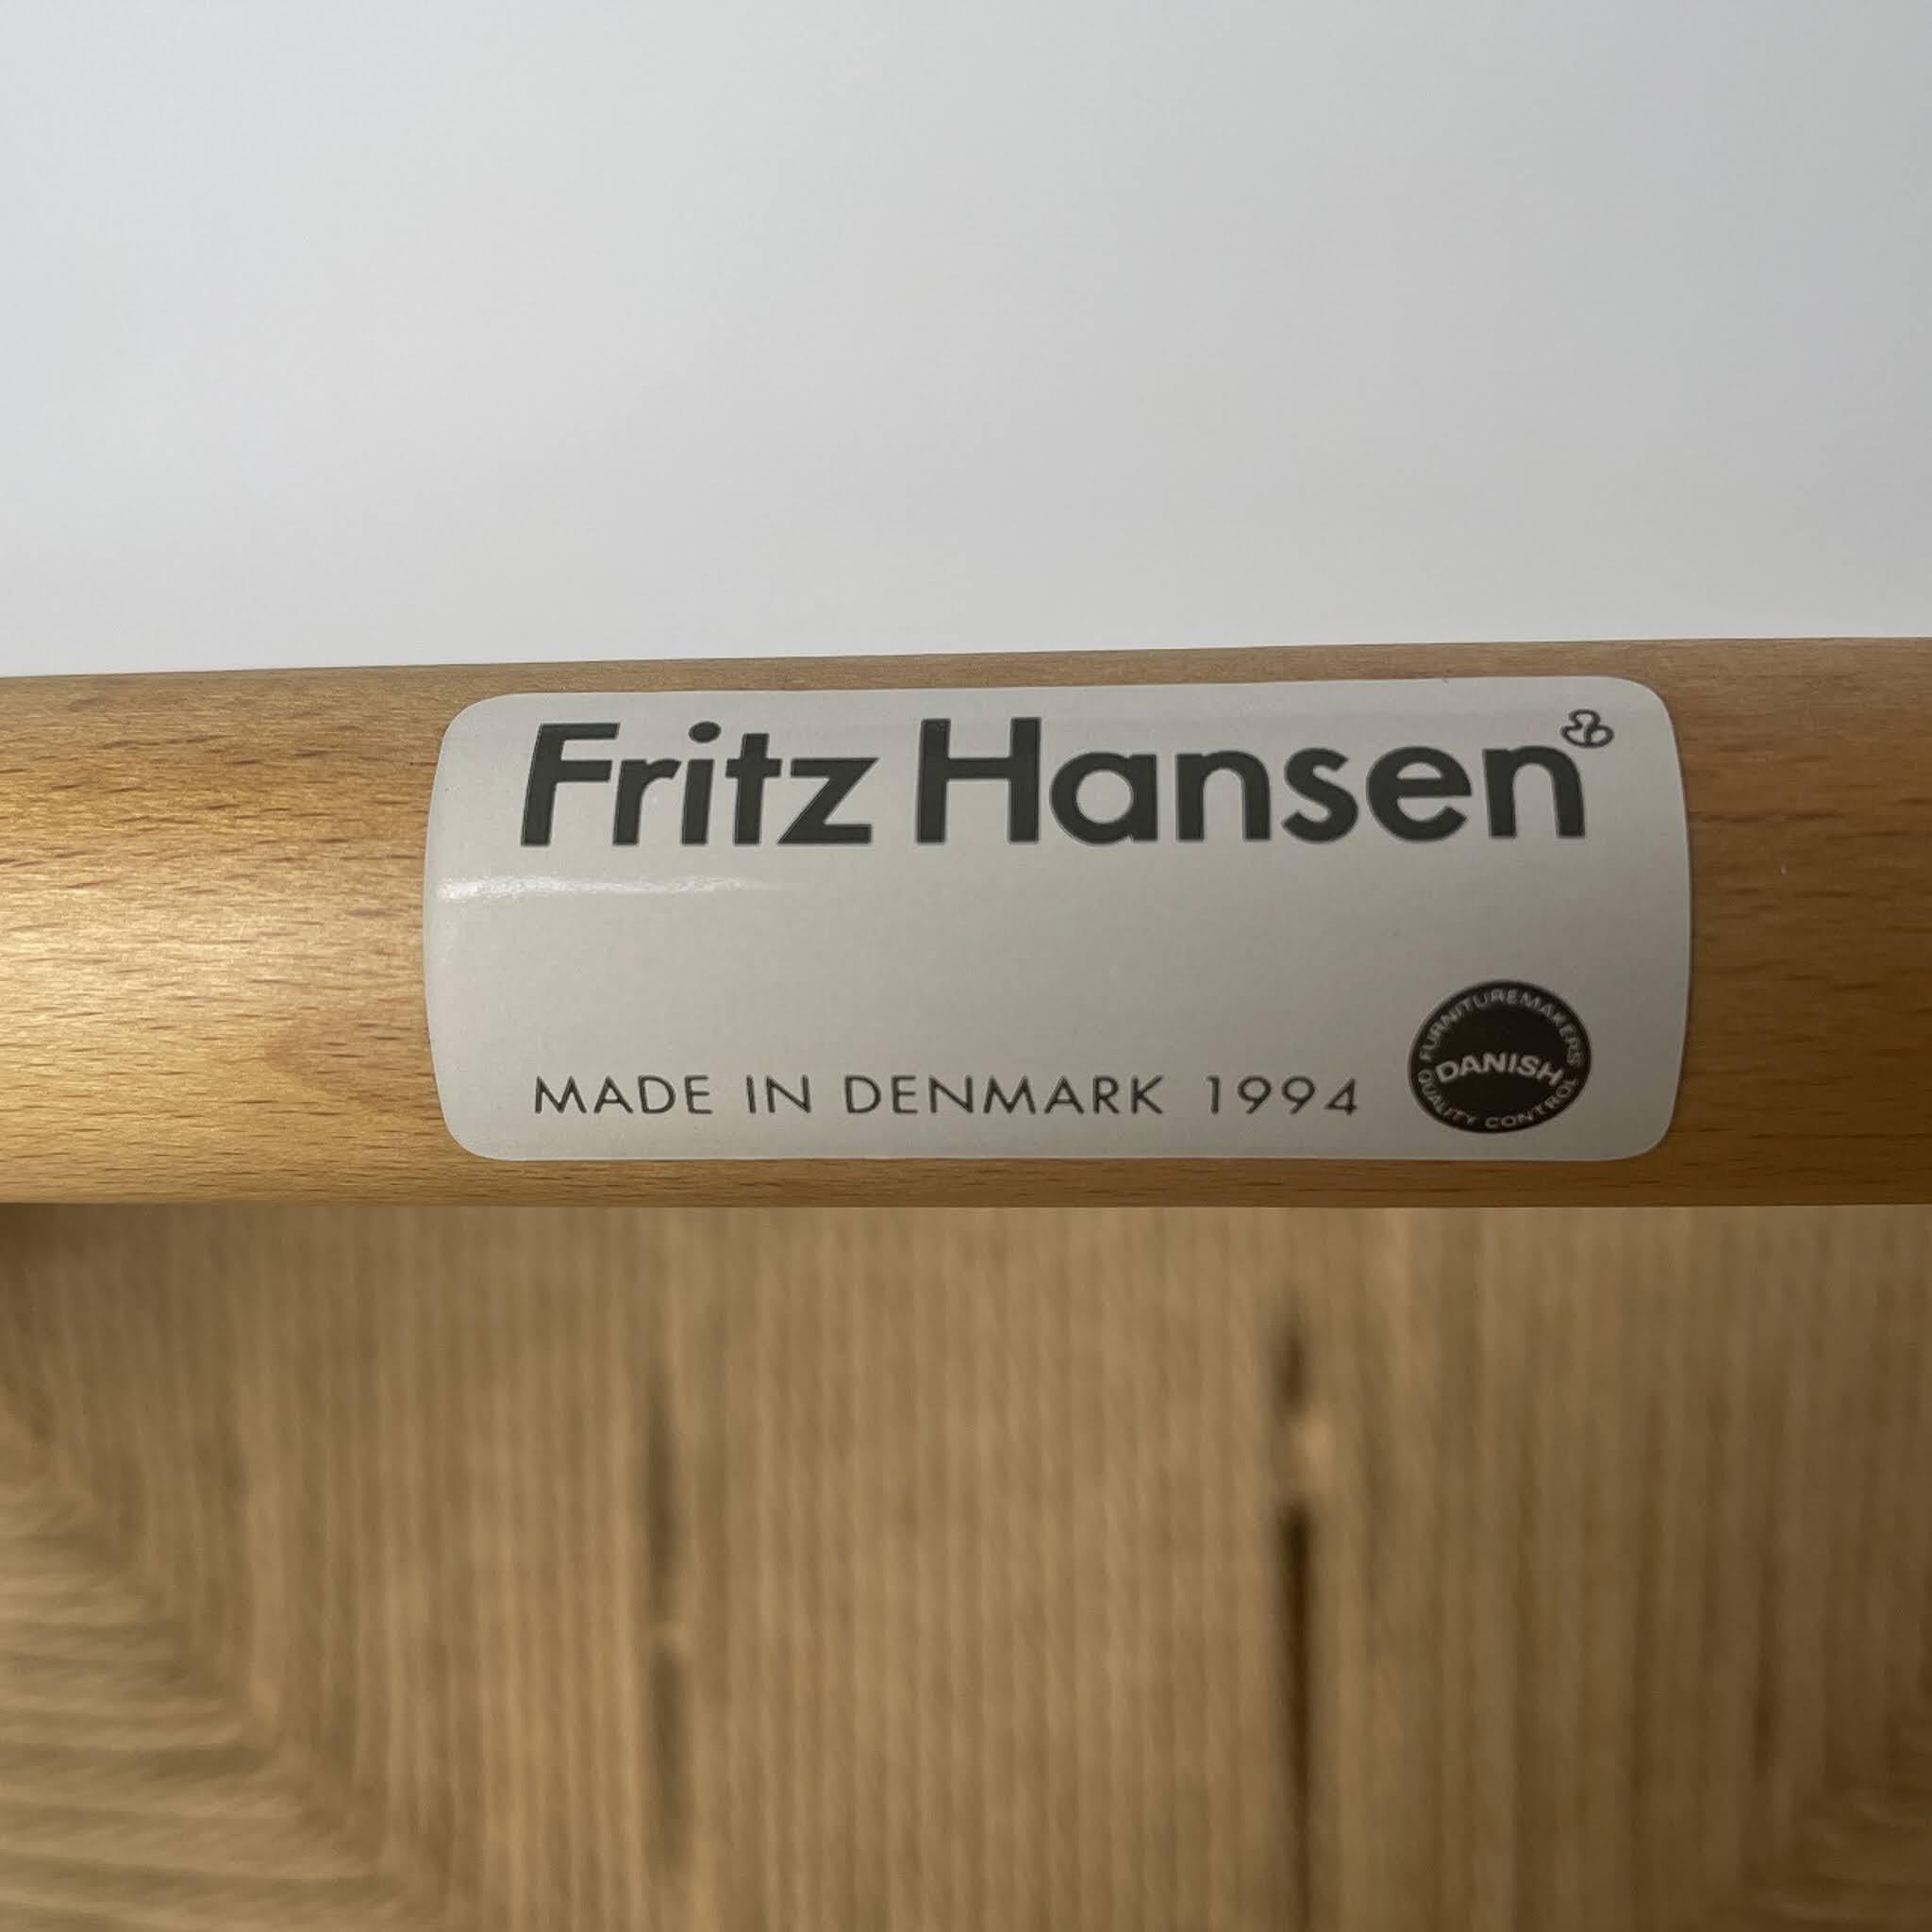 Fritz Hansen
MADE IN DENMARK 1994
FURNITUREMAKERS
DANISH
QUALITY CONTROL